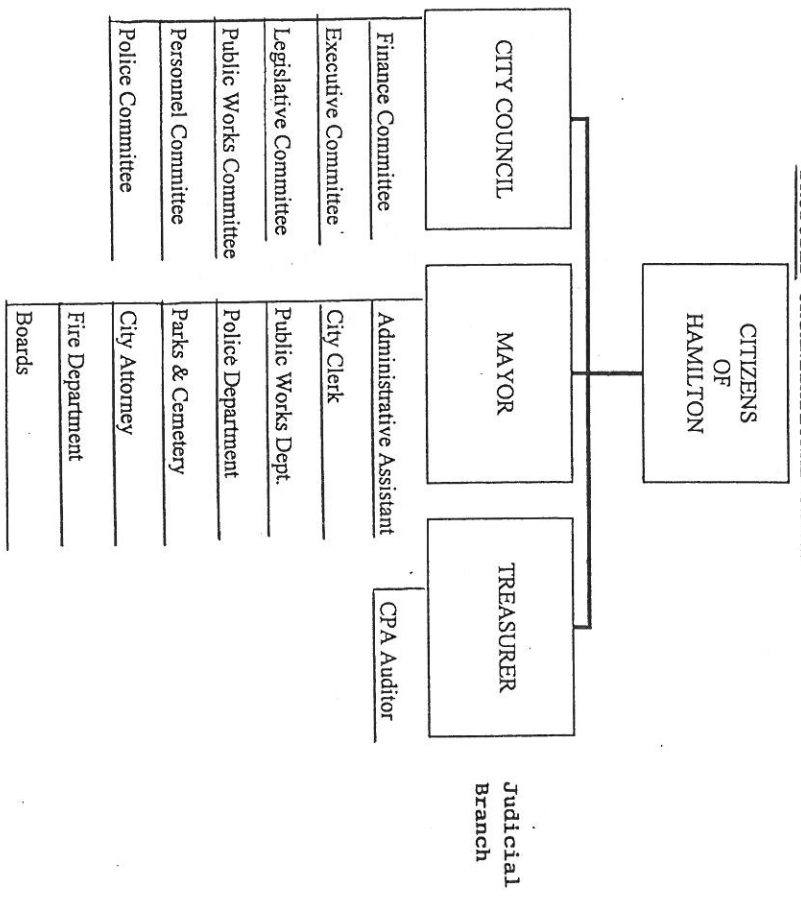 CITIZENS
OF
HAMILTON
CITY COUNCIL
Finance Committee
Executive Committee
Legislative Committee
Public Works Committee
Personnel Committee
Police Committee
MAYOR
Administrative Assistant
City Clerk
Public Works Dept.
Police Department
Parks & Cemetery
City Attorney
Fire Department
Boards
TREASURER
CPA Auditor
Judicial
Branch